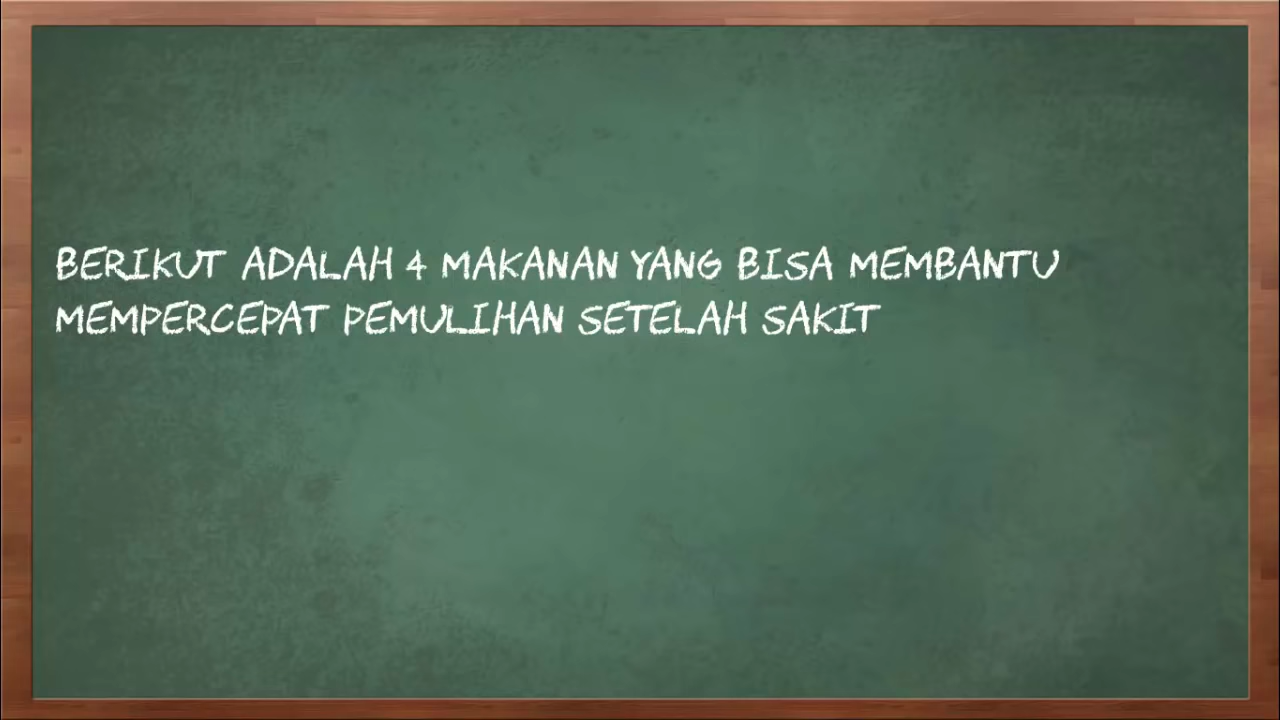 BERIKUT ADALAH 4 MAKANAN YANG BISA MEMBANTU
MEMPERCEPAT PEMULIHAN SETELAH SAKIT